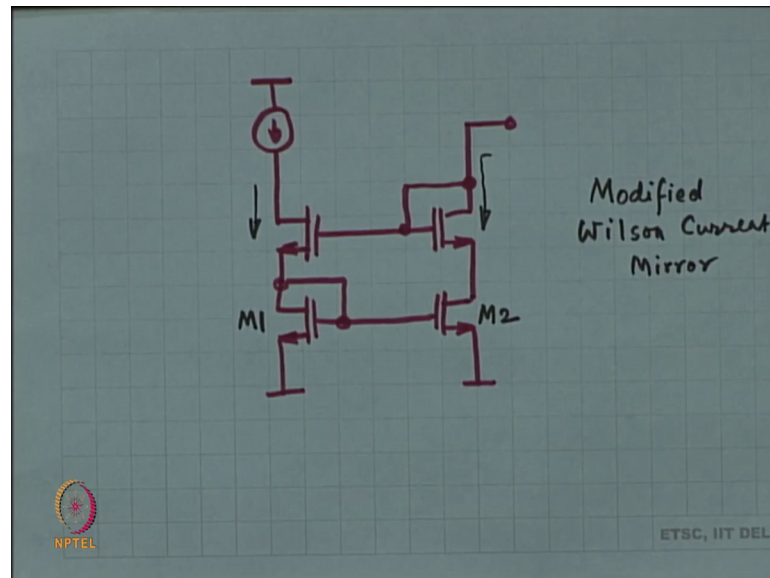 Modified
Wilson Current
Mirror
M1
M2
NPTEL
ETSC, IIT DEL